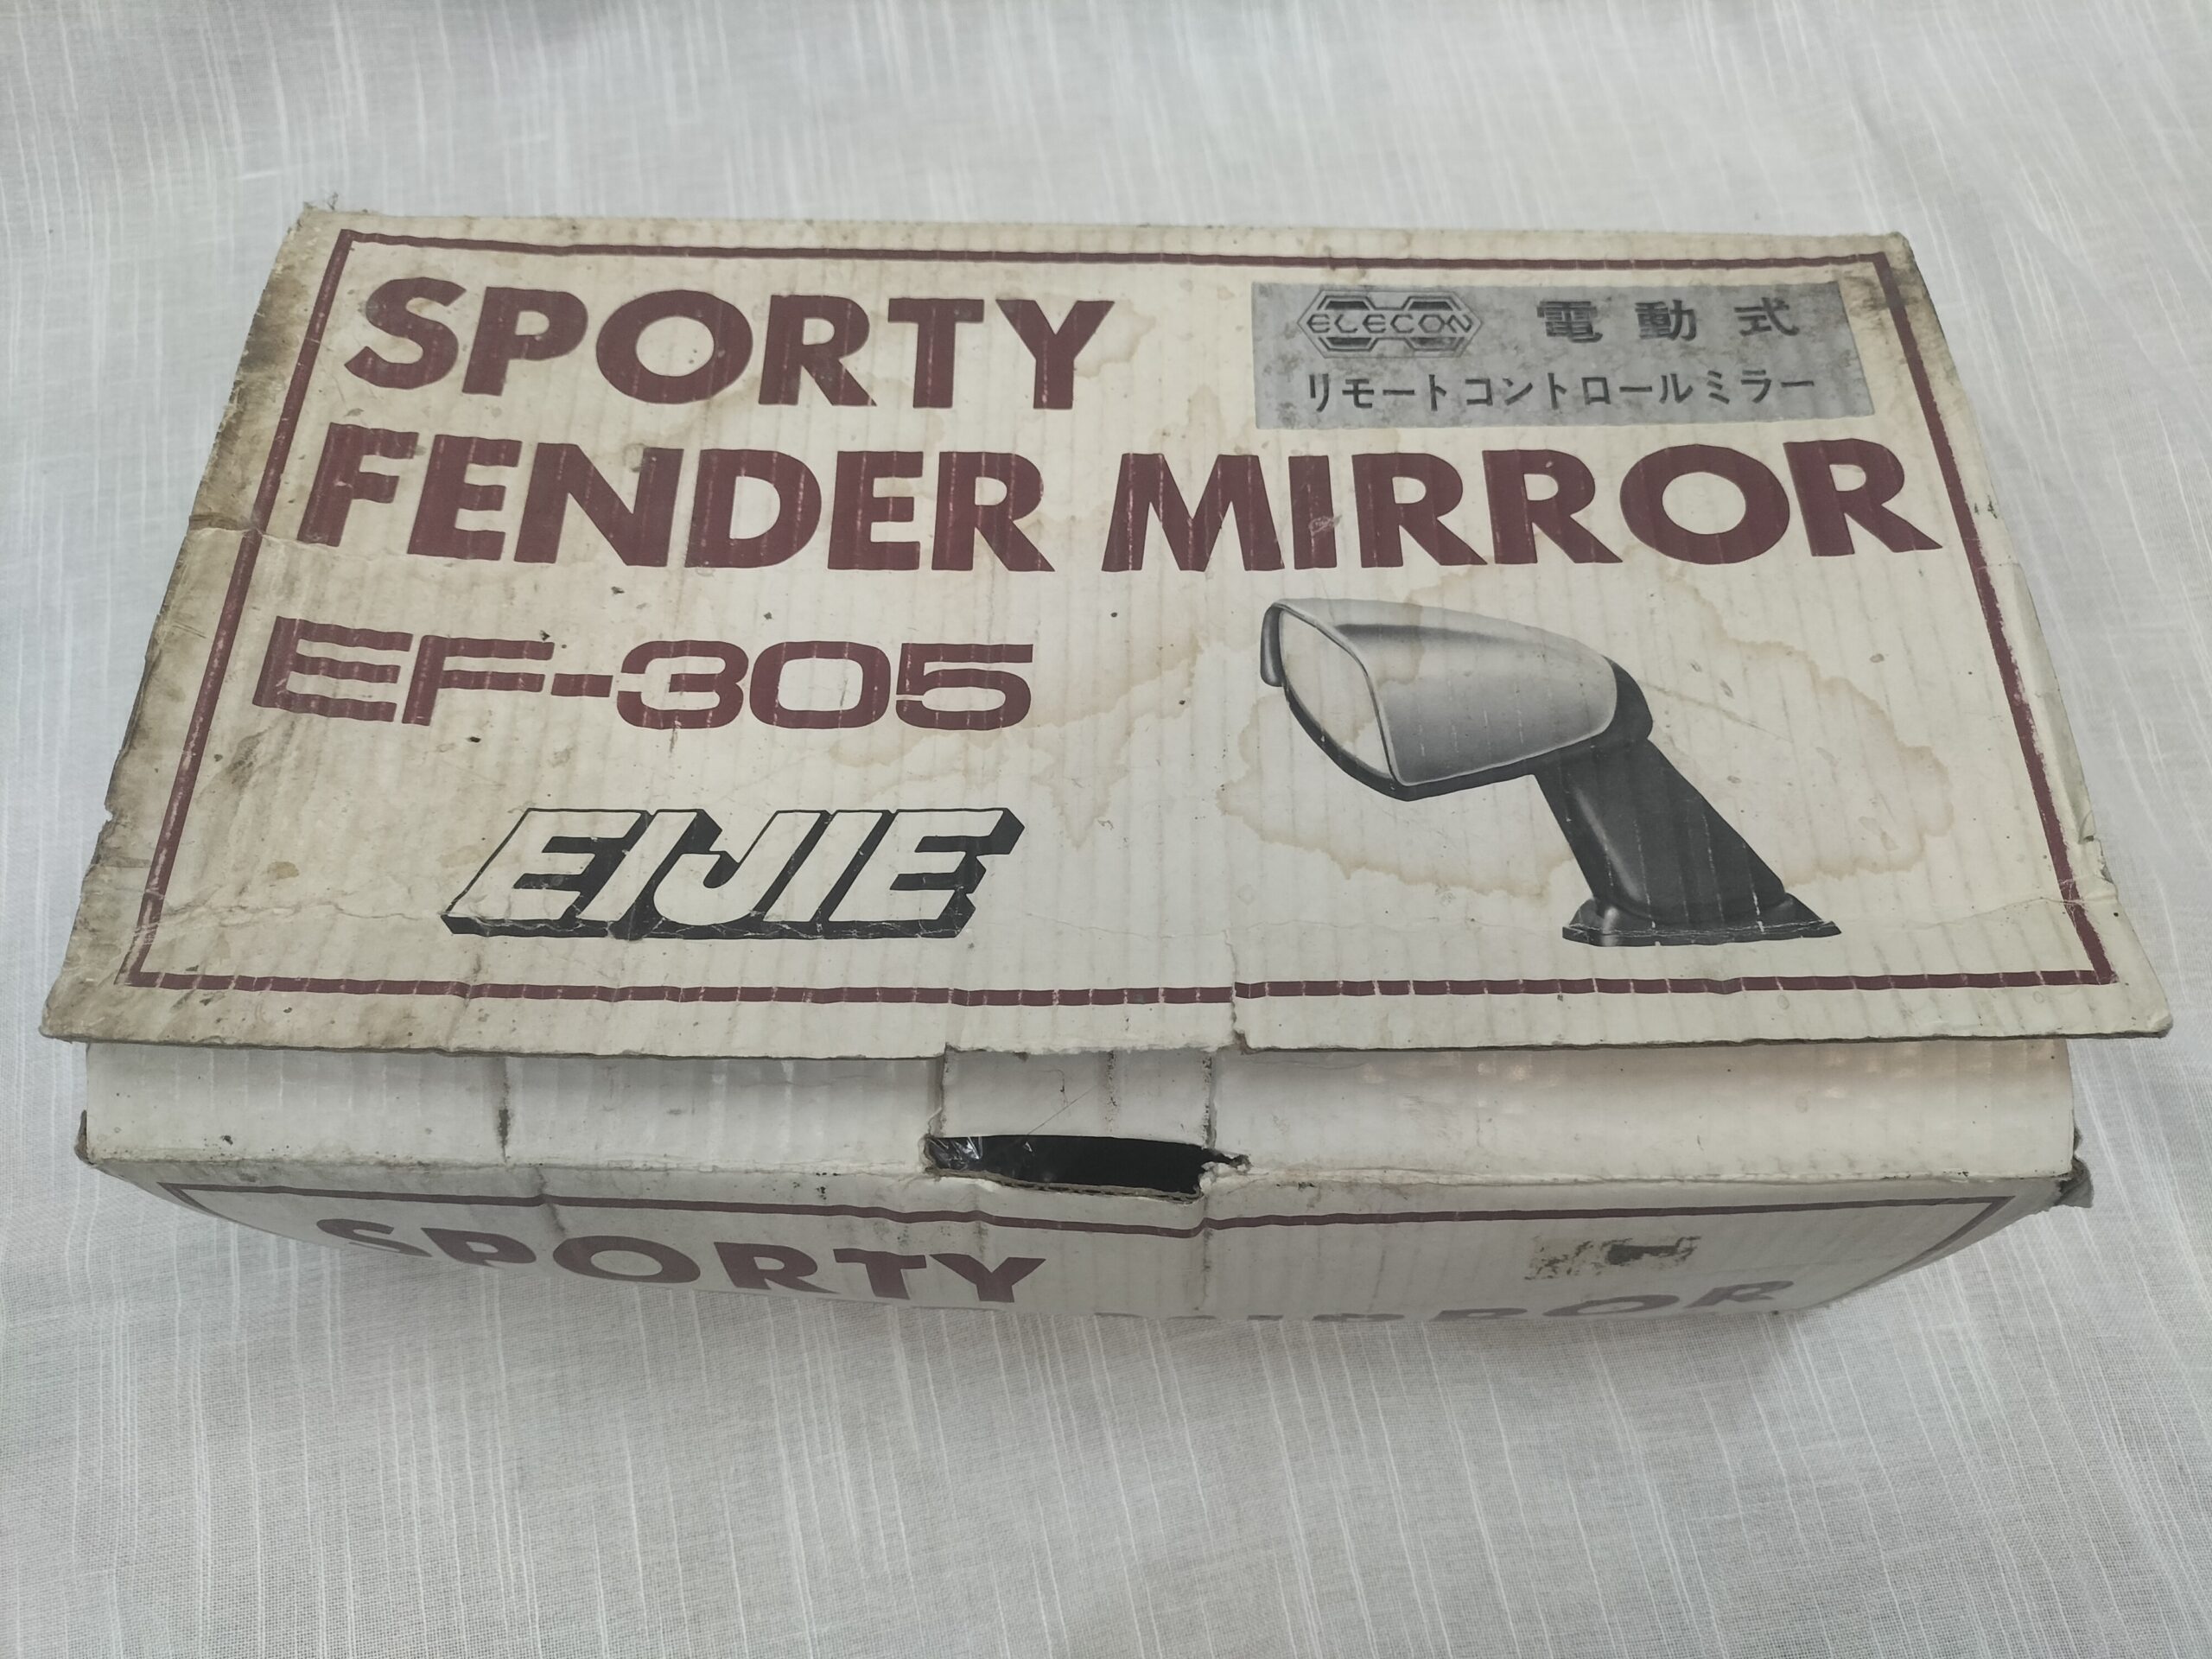 SPORTY
ELECON 電動式
リモートコントロールミラー
FENDER MIRROR
EF-305
EIJIE
SPORTY